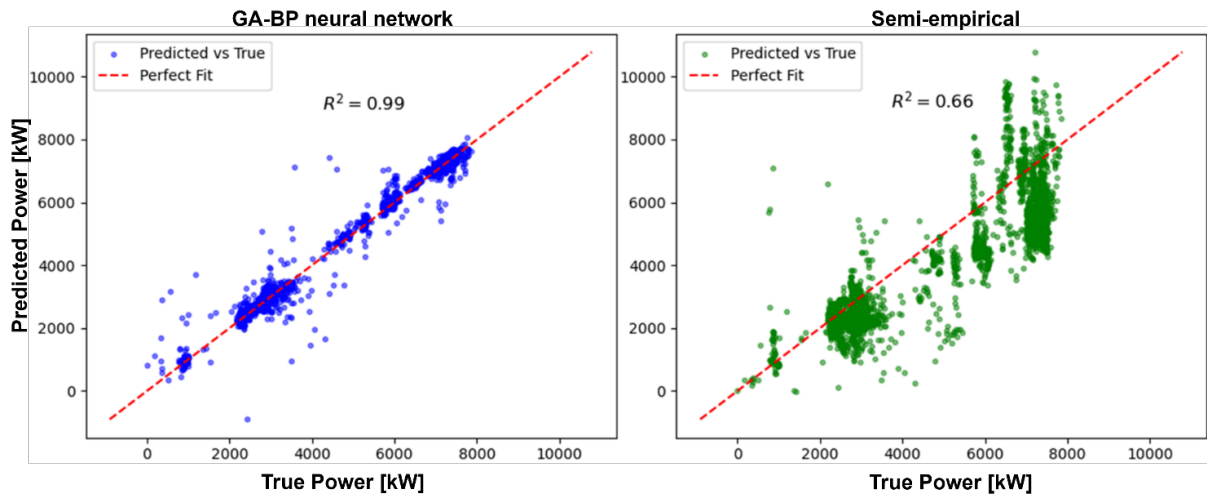 GA-BP neural network
Predicted vs True
Perfect Fit
R² = 0.99
10000
8000
6000
4000
2000
0
Predicted Power [kW]
0 2000 4000 6000 8000 10000
True Power [kW]
Semi-empirical
Predicted vs True
Perfect Fit
R² = 0.66
10000
8000
6000
4000
2000
0
0 2000 4000 6000 8000 10000
True Power [kW]